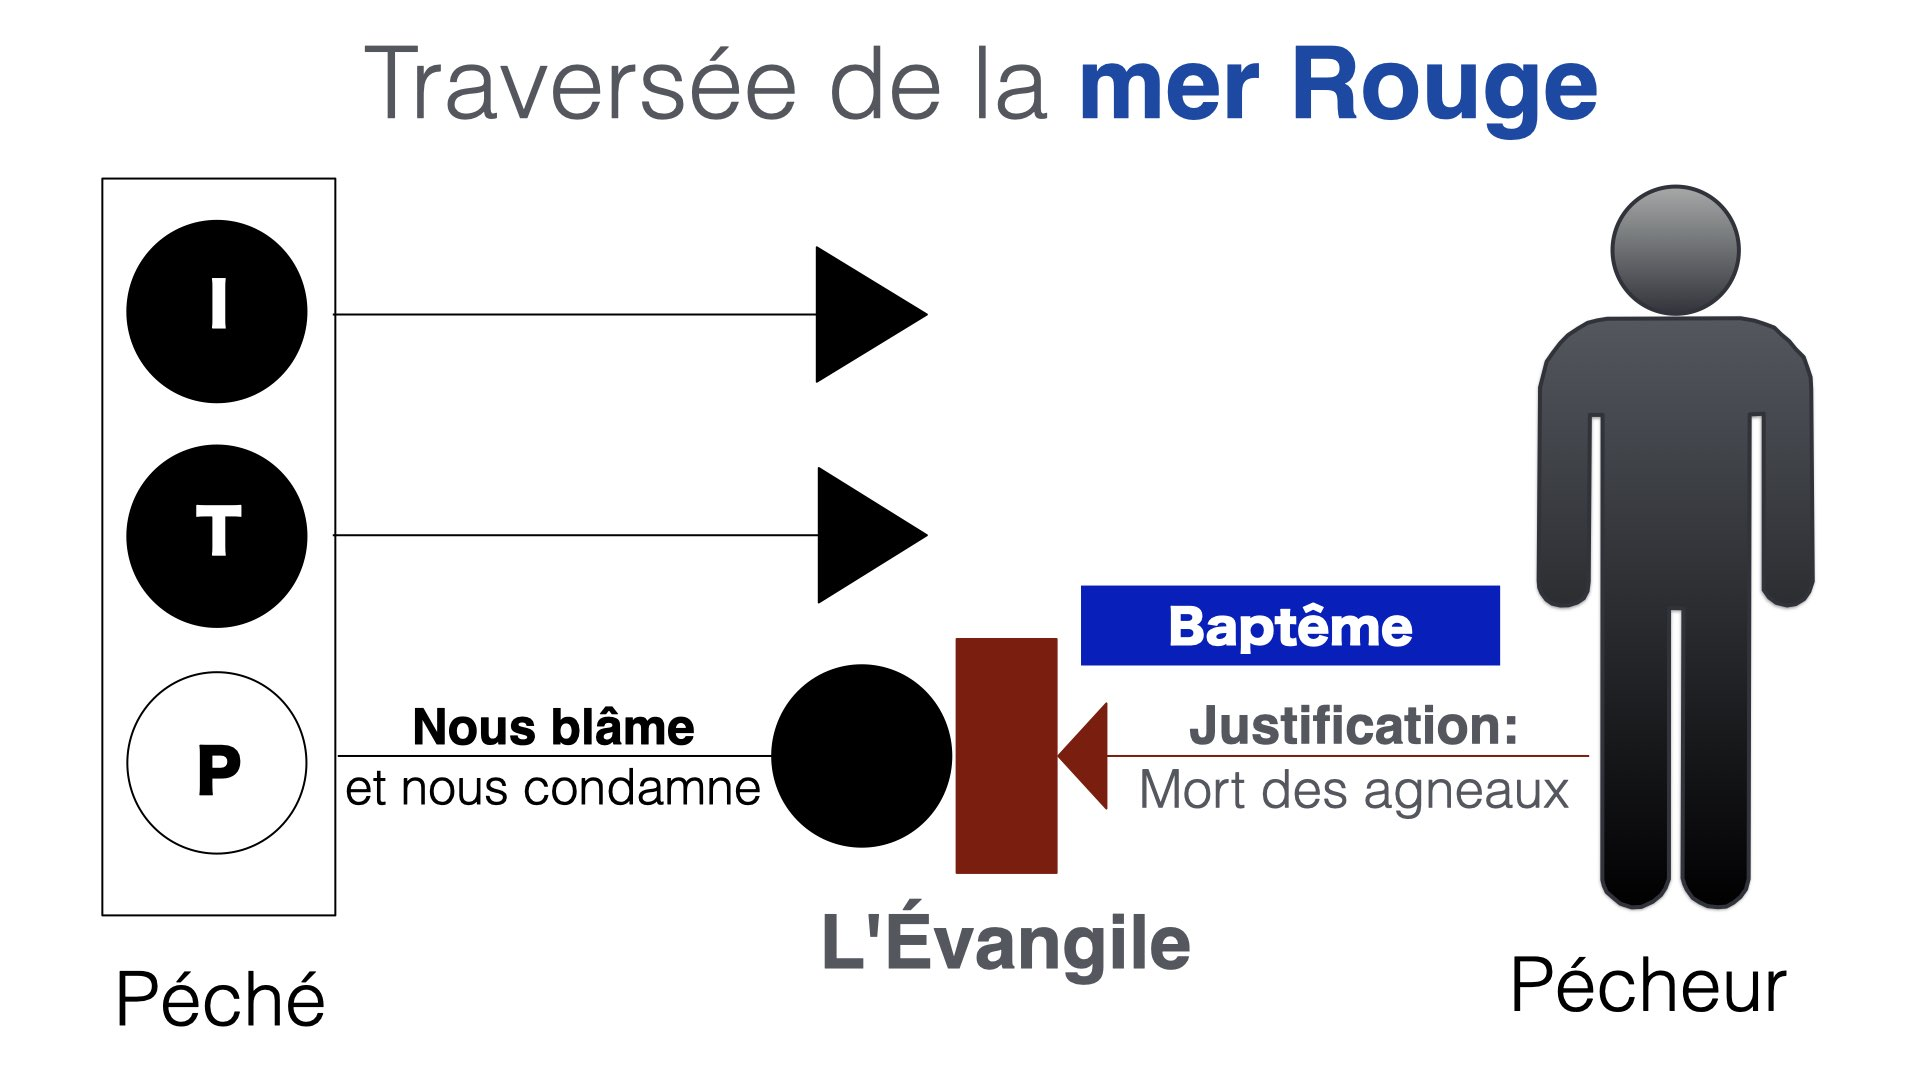 Traversée de la mer Rouge
I
T
P
Nous blâme
et nous condamne
Baptême
Justification:
Mort des agneaux
L'Évangile
Péché
Pécheur